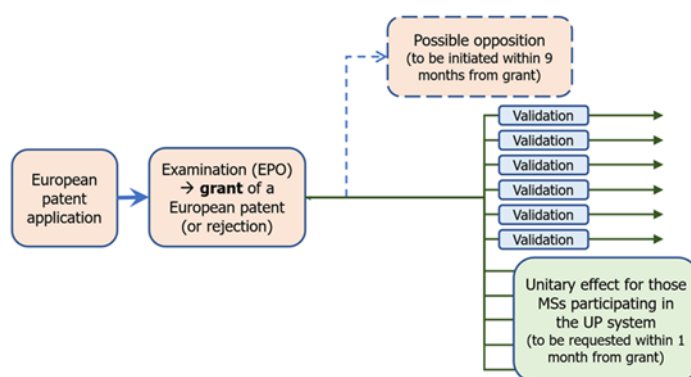 Possible opposition
(to be initiated within 9
months from grant)
Validation
Validation
Validation
Validation
Validation
Validation
European
patent
application
Examination (EPO)
→ grant of a
European patent
(or rejection)
Unitary effect for those
MSs participating in
the UP system
(to be requested within 1
month from grant)